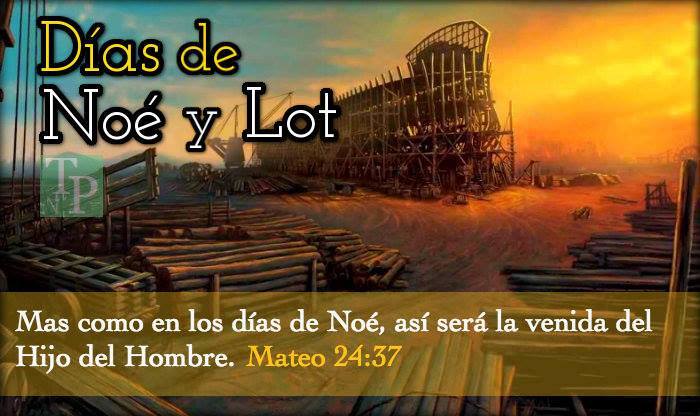 Días de
Noé y Lot
TP
Mas como en los días de Noé, así será la venida del
Hijo del Hombre. Mateo 24:37